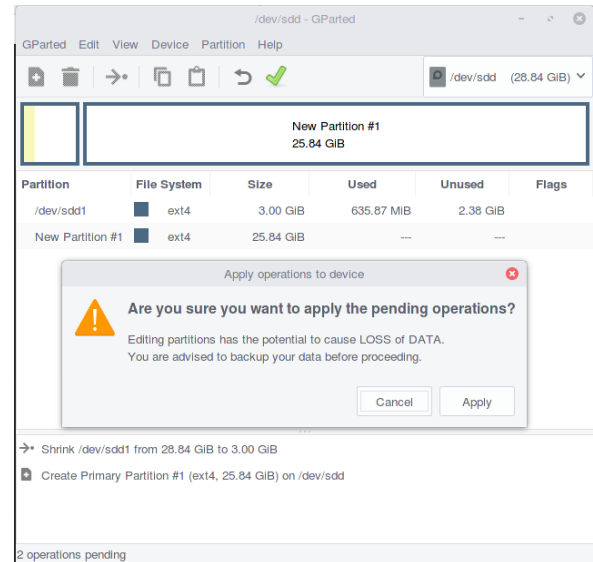 /dev/sdd - GParted
GParted Edit View Device Partition Help
/dev/sdd (28.84 GiB)
New Partition #1
25.84 GiB
Partition File System Size Used Unused Flags
/dev/sdd1 ext4 3.00 GiB 635.87 MiB 2.38 GiB
New Partition #1 ext4 25.84 GiB --- ---
Apply operations to device
Are you sure you want to apply the pending operations?
Editing partitions has the potential to cause LOSS of DATA.
You are advised to backup your data before proceeding.
Cancel Apply
Shrink /dev/sdd1 from 28.84 GiB to 3.00 GiB
Create Primary Partition #1 (ext4, 25.84 GiB) on /dev/sdd
2 operations pending